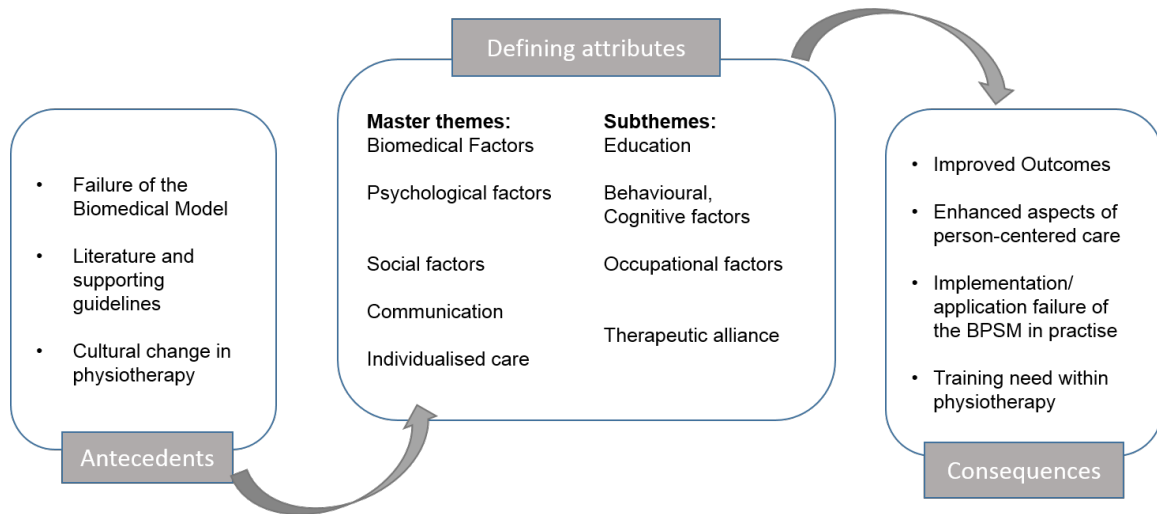 Defining attributes
• Failure of the
Biomedical Model
• Literature and
supporting
guidelines
• Cultural change in
physiotherapy
Antecedents
Master themes:
Biomedical Factors
Psychological factors
Social factors
Communication
Individualised care
Subthemes:
Education
Behavioural,
Cognitive factors
Occupational factors
Therapeutic alliance
• Improved Outcomes
• Enhanced aspects of
person-centered care
• Implementation/
application failure of
the BPSM in practise
• Training need within
physiotherapy
Consequences